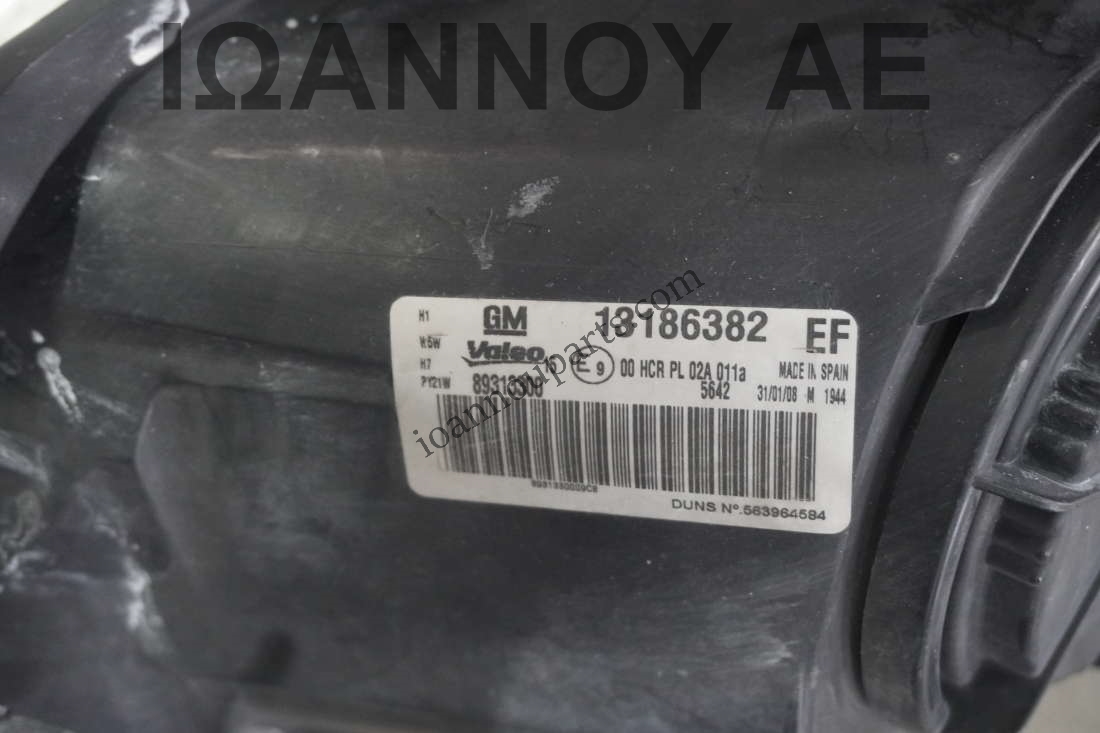 ΙΩΑΝΝΟΥ ΑΕ
H1 GM 13186382 EF
W5W Valeo E 9 00 HCR PL 02A 011a MADE IN SPAIN
H7
PY21W 5642 31/01/08 M 1944
DUNS Nº.563964584
ioannouparts.com